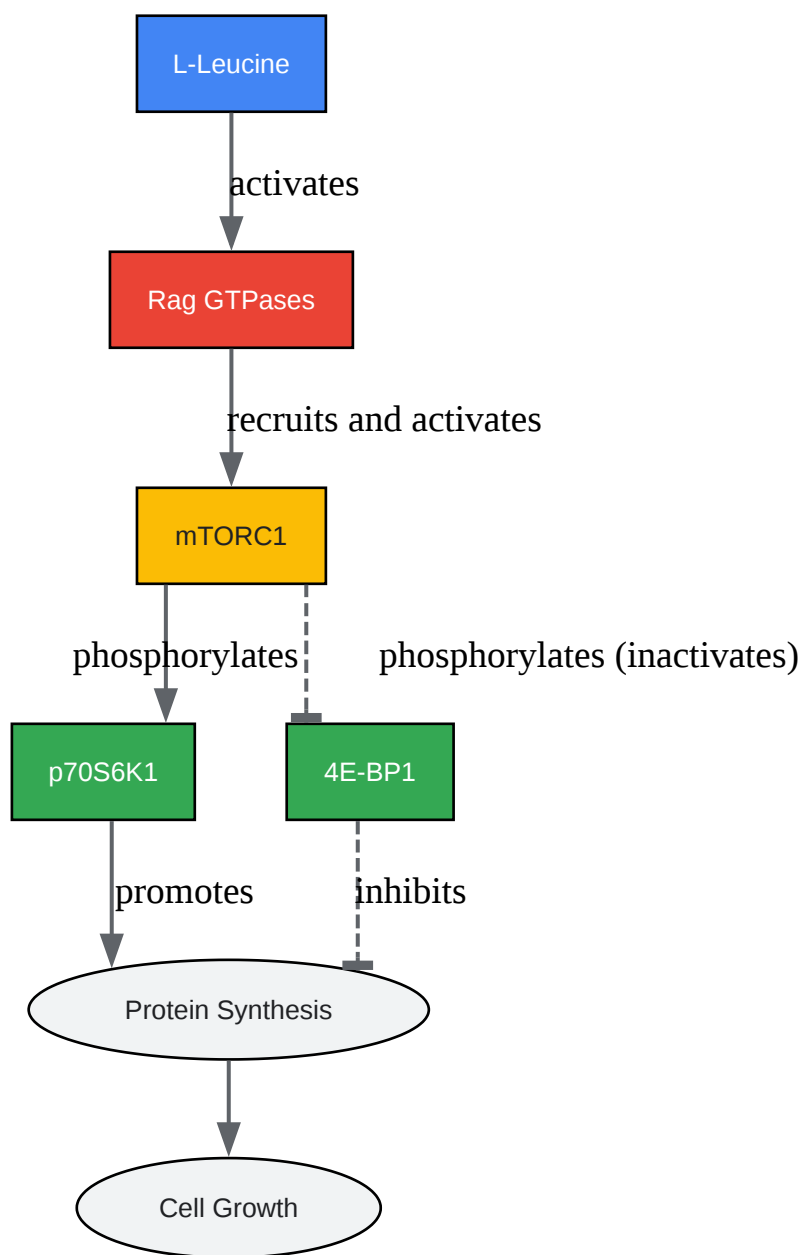 L-Leucine
activates
Rag GTPases
recruits and activates
mTORC1
phosphorylates
phosphorylates (inactivates)
p70S6K1
4E-BP1
promotes
inhibits
Protein Synthesis
Cell Growth